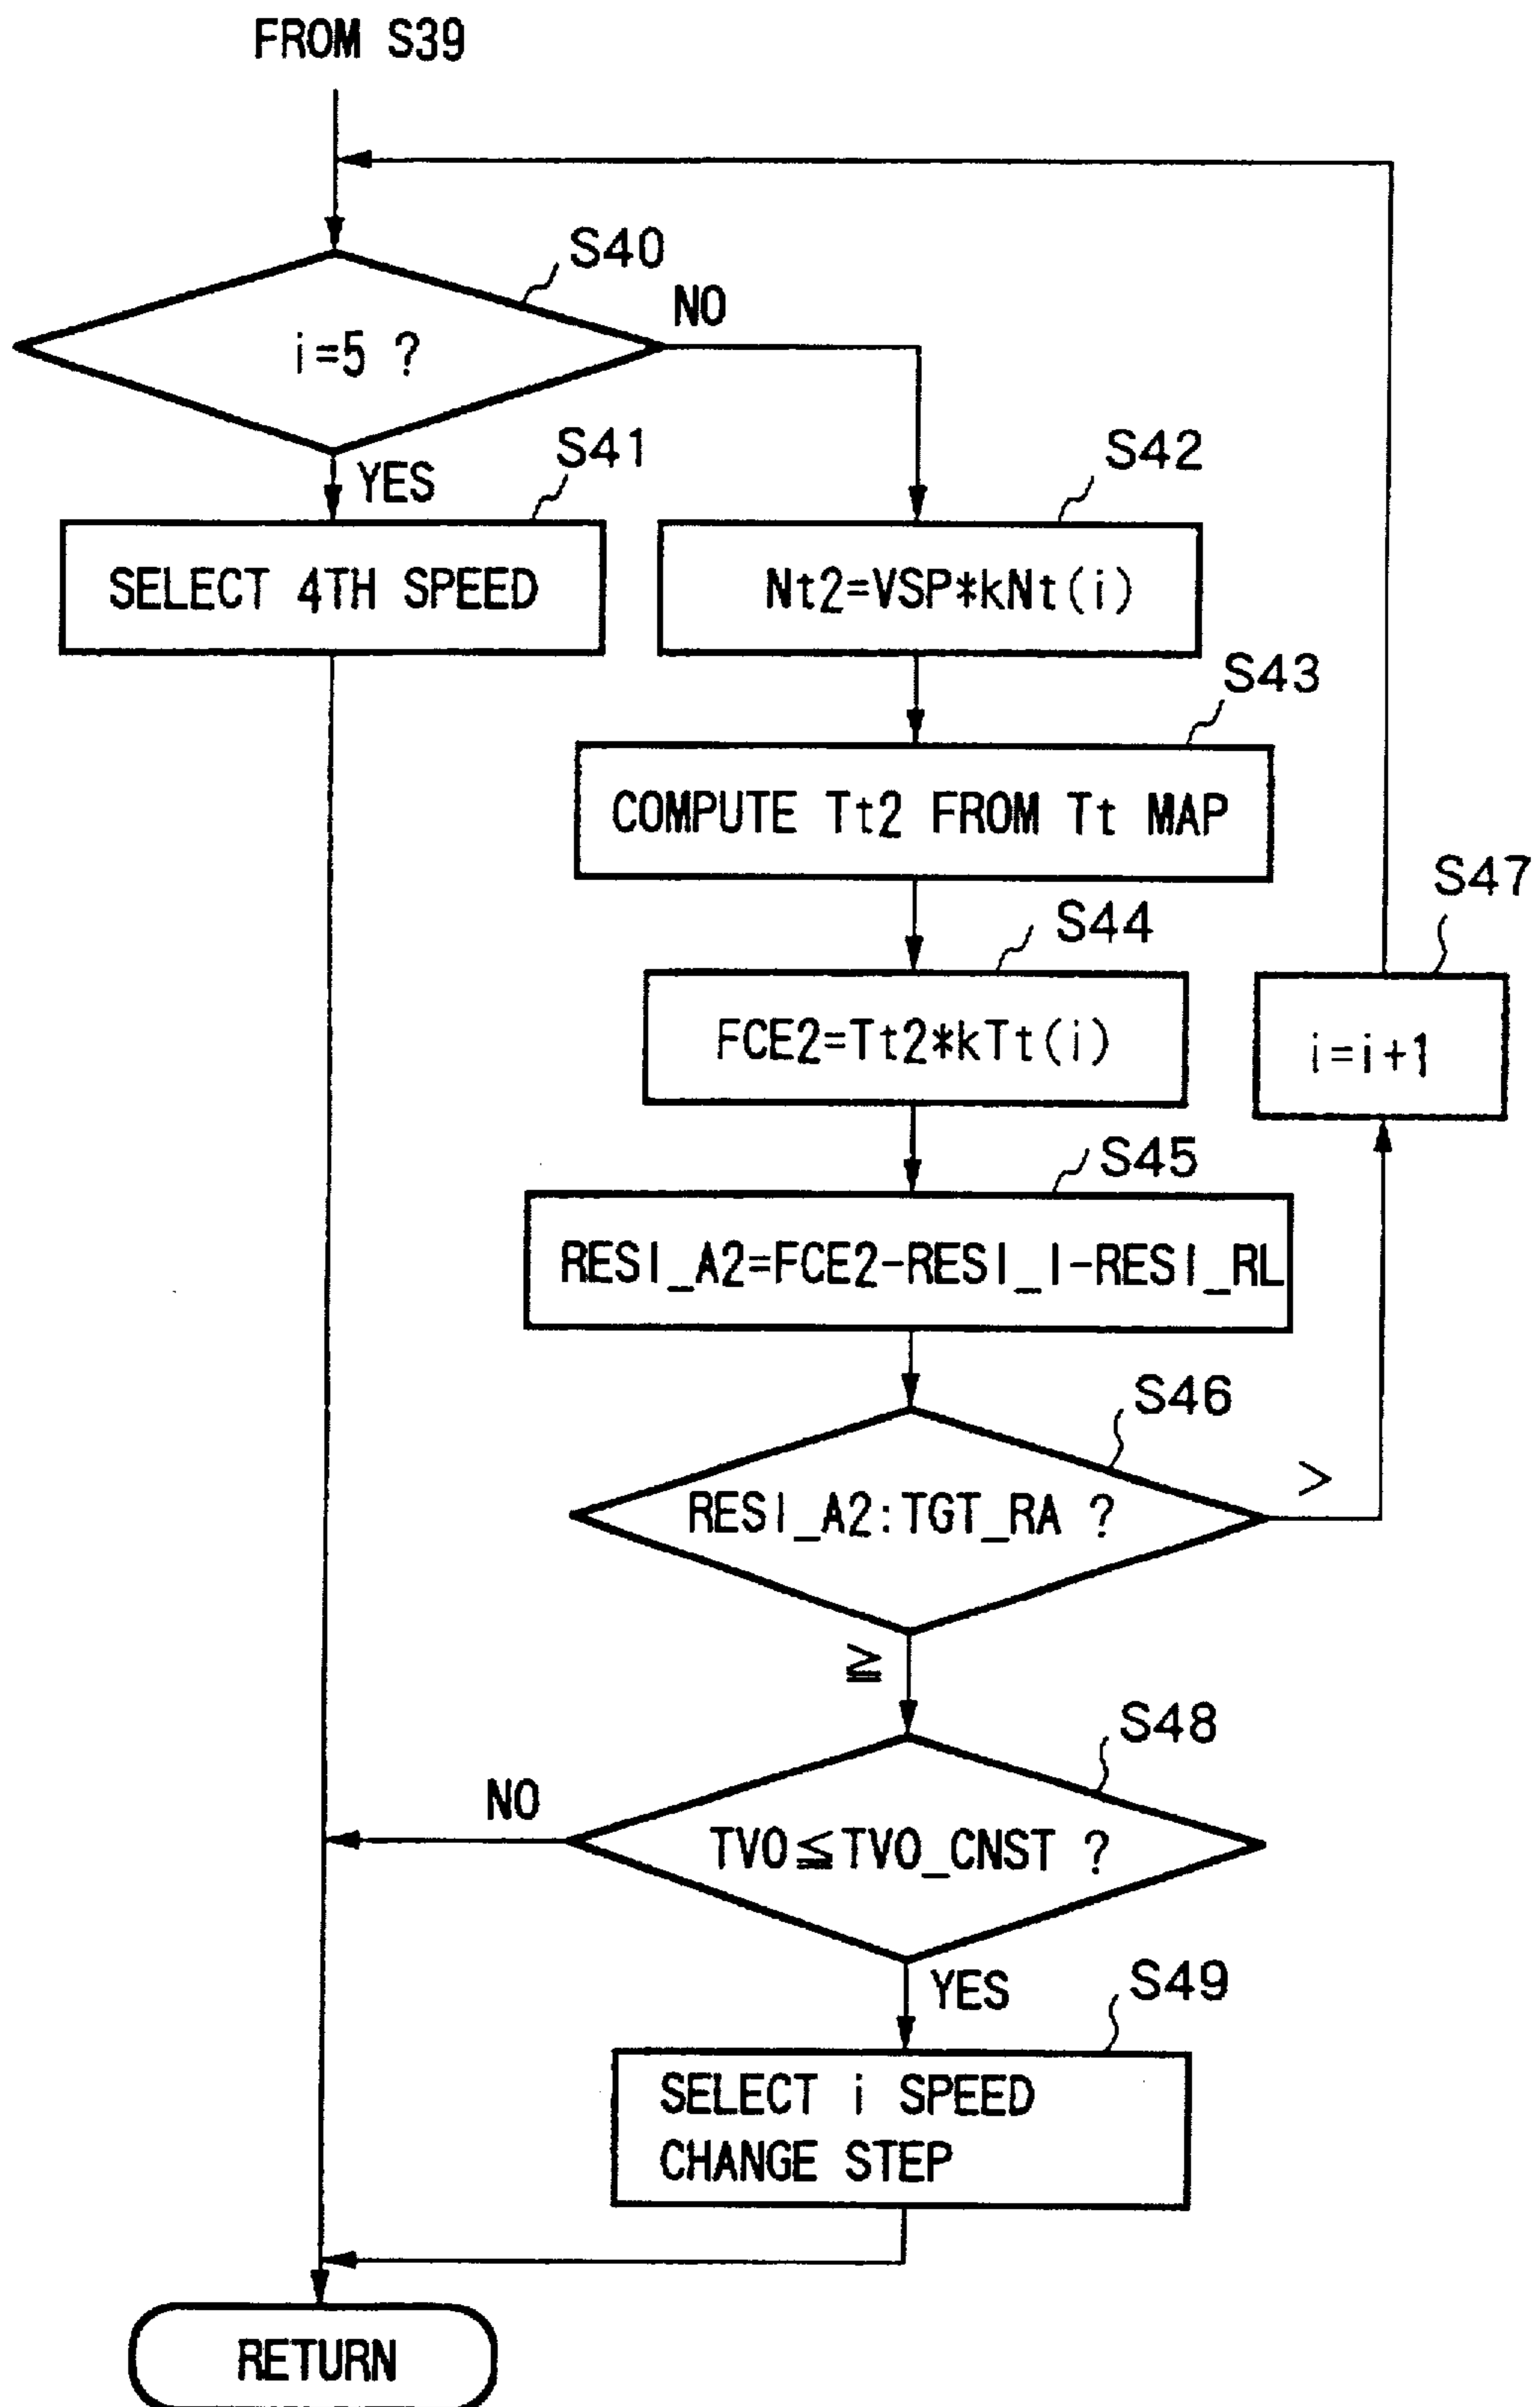 FROM S39
S40
NO
i=5 ?
YES
S41
S42
SELECT 4TH SPEED
Nt2=VSP*kNt(i)
S43
COMPUTE Tt2 FROM Tt MAP
S47
S44
FCE2=Tt2*kTt(i)
i=i+1
S45
RESI_A2=FCE2-RESI_I-RESI_RL
S46
>
RESI_A2:TGT_RA ?
≧
S48
NO
TVO≦TVO_CNST ?
YES
S49
SELECT i SPEED
CHANGE STEP
RETURN